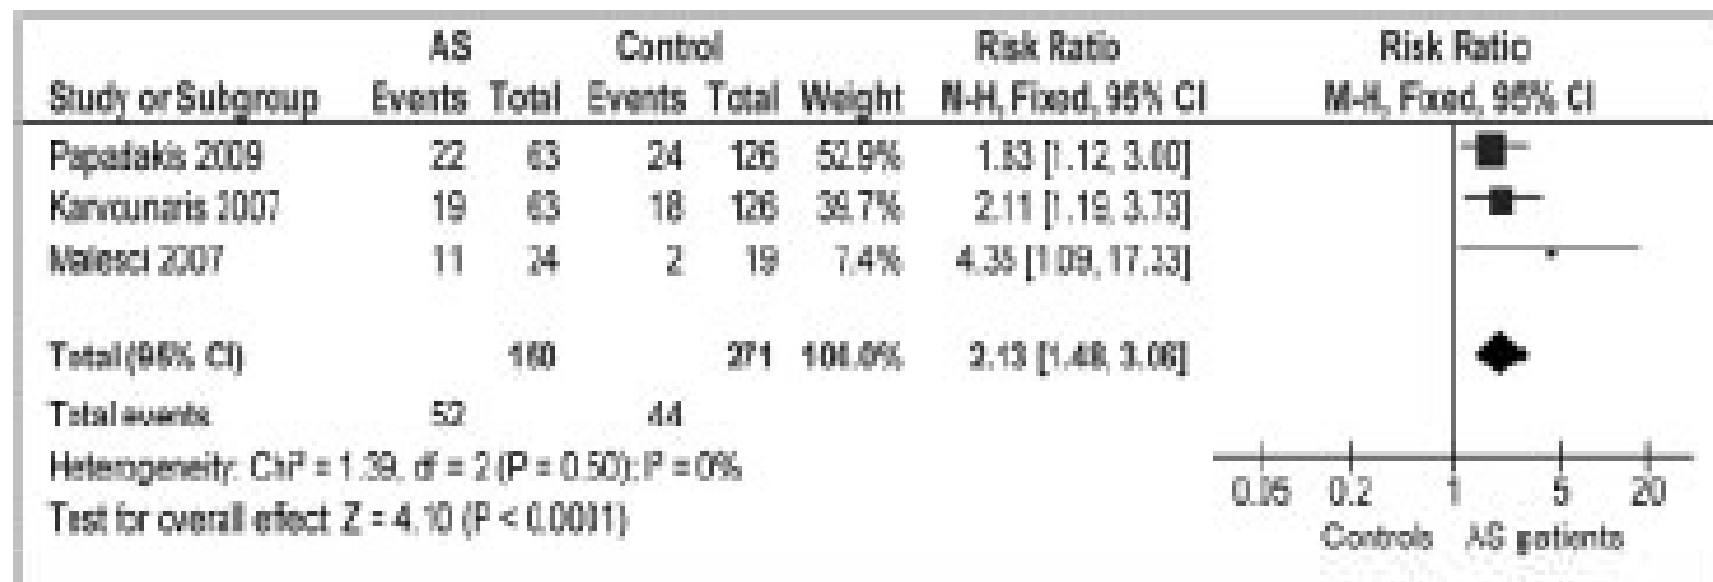 AS Control Risk Ratio Risk Ratio
Study or Subgroup Events Total Events Total Weight M-H, Fixed, 95% CI M-H, Fixed, 95% CI
Papadakis 2009 22 63 24 126 52.9% 1.83 [1.12, 3.00]
Karvounaris 2007 19 63 18 126 39.7% 2.11 [1.19, 3.73]
Malesci 2007 11 24 2 19 7.4% 4.35 [1.09, 17.33]
Total (95% CI) 150 271 100.0% 2.13 [1.48, 3.06]
Total events 52 44
Heterogeneity: Chi² = 1.39, df = 2 (P = 0.50); I² = 0%
Test for overall effect: Z = 4.10 (P < 0.0001)
0.05 0.2 1 5 20
Controls AS patients